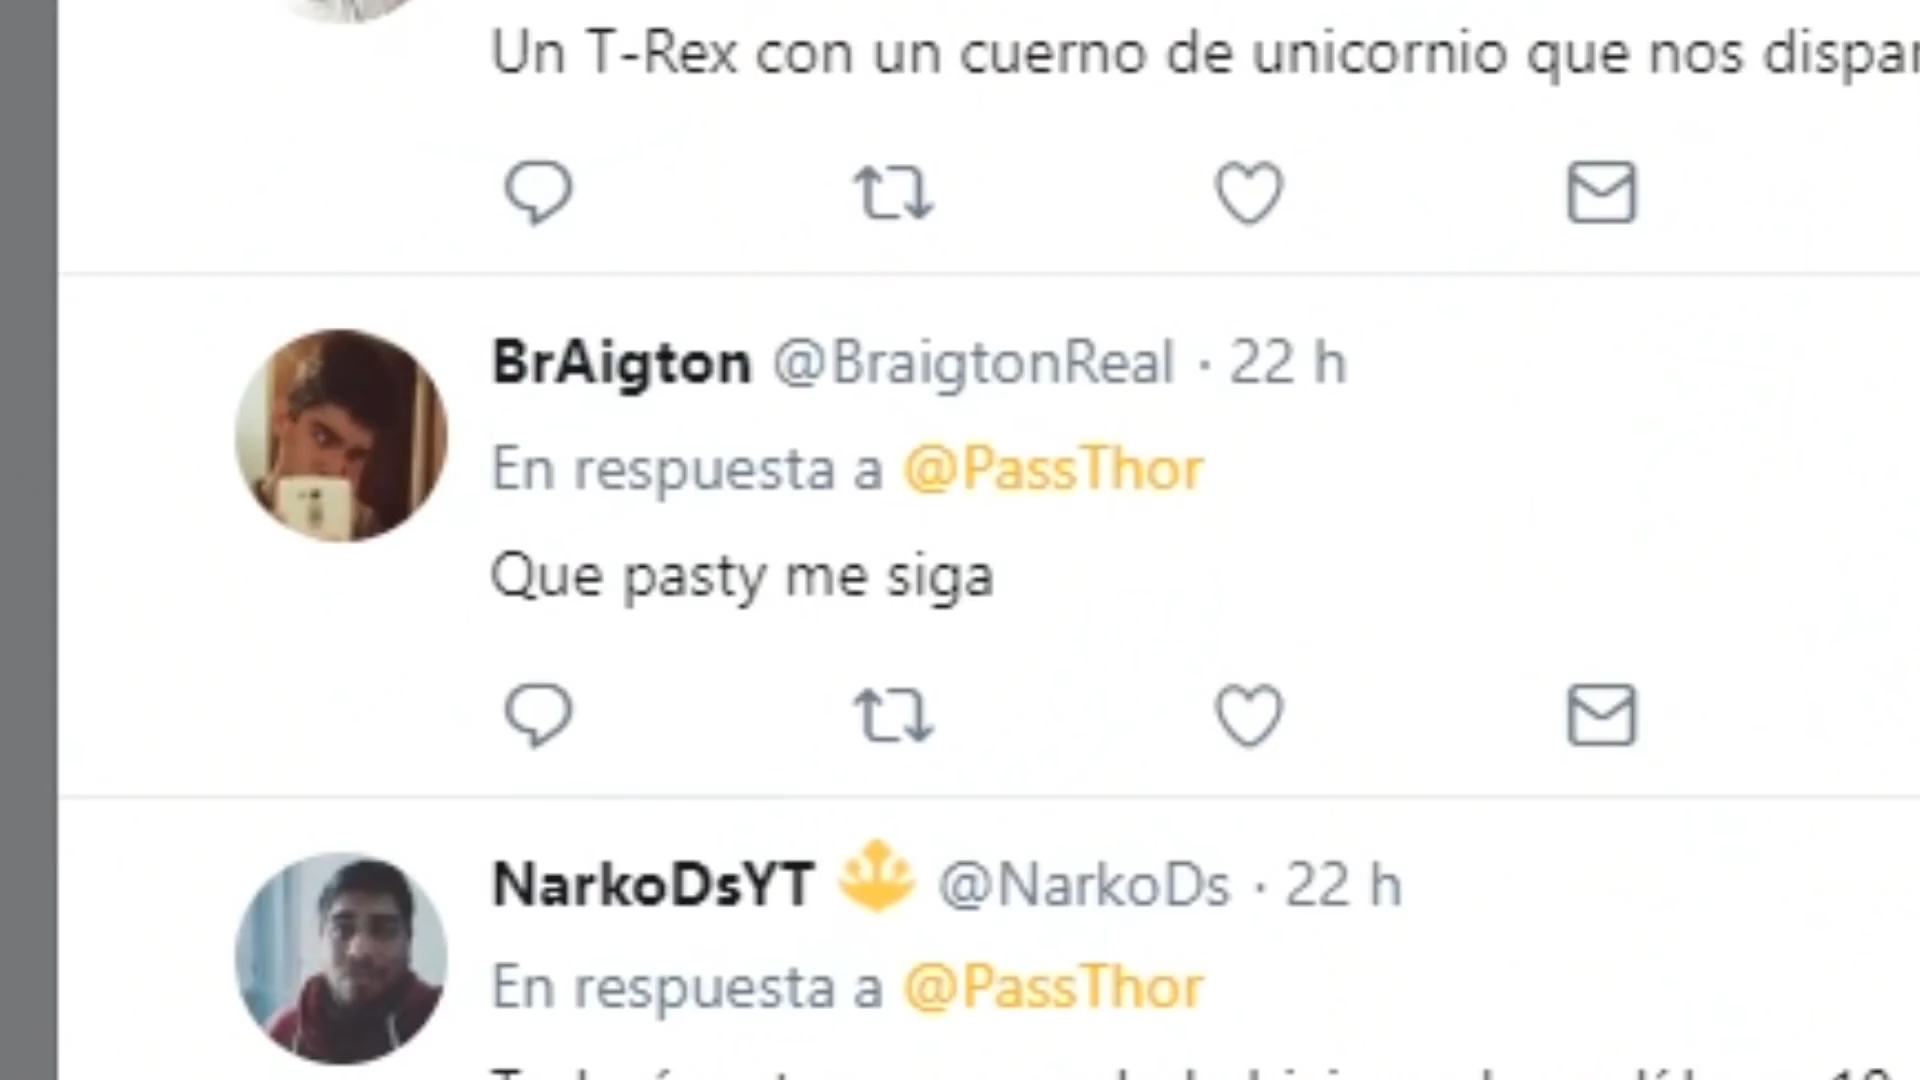 Un T-Rex con un cuerno de unicornio que nos
BrAigton @BraigtonReal · 22 h
En respuesta a @PassThor
Que pasty me siga
NarkoDsYT @NarkoDs · 22 h
En respuesta a @PassThor